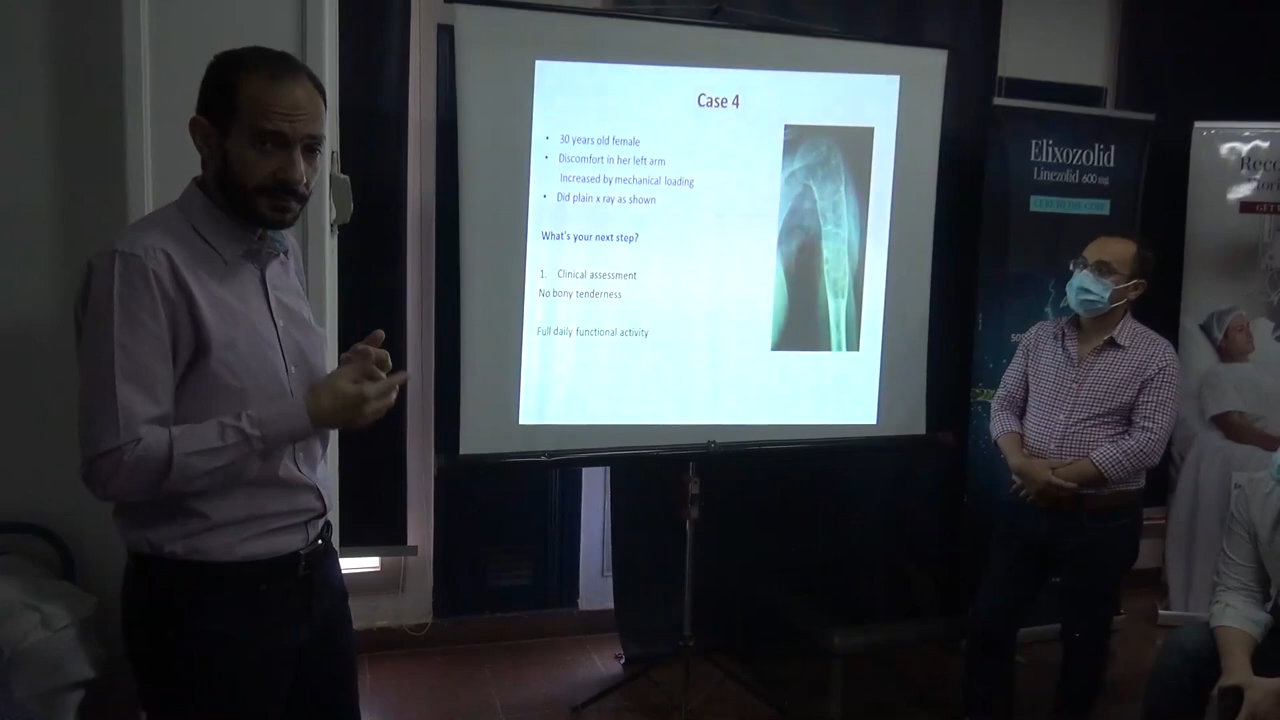 Case 4
• 30 years old female
• Discomfort in her left arm
Increased by mechanical loading
• Did plain x ray as shown
What's your next step?
1. Clinical assessment
No bony tenderness
Full daily functional activity
Elixozolid
Linezolid 600 mg